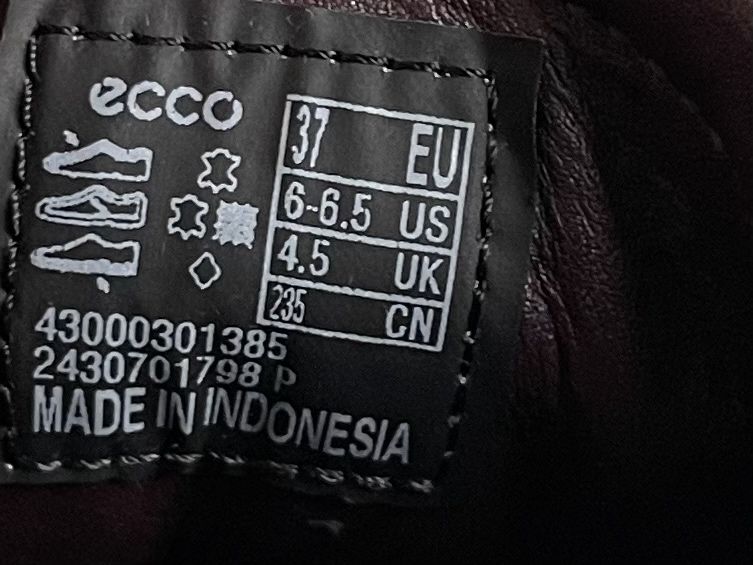 ecco
37 EU
6-6.5 US
4.5 UK
235 CN
43000301385
2430701798 P
MADE IN INDONESIA